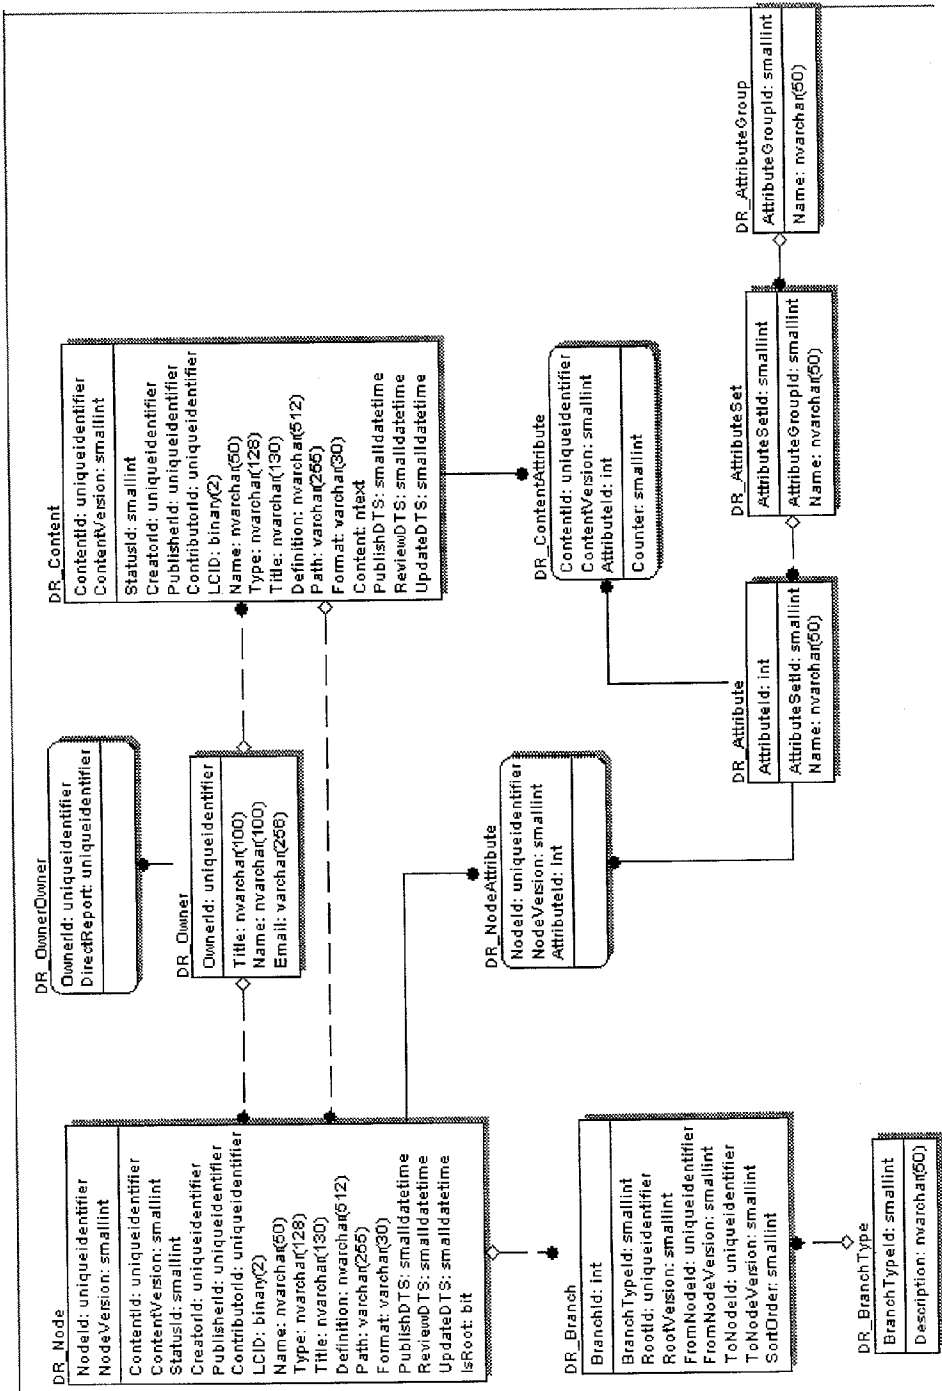 DR_Node
NodeId: uniqueidentifier
NodeVersion: smallint
ContentId: uniqueidentifier
ContentVersion: smallint
StatusId: smallint
CreatorId: uniqueidentifier
PublisherId: uniqueidentifier
ContributorId: uniqueidentifier
LCID: binary(2)
Name: nvarchar(50)
Type: nvarchar(128)
Title: nvarchar(130)
Definition: nvarchar(512)
Path: varchar(255)
Format: varchar(30)
PublishDTS: smalldatetime
ReviewDTS: smalldatetime
UpdateDTS: smalldatetime
IsRoot: bit
DR_Branch
BranchId: int
BranchTypeId: smallint
RootId: uniqueidentifier
RootVersion: smallint
FromNodeId: uniqueidentifier
FromNodeVersion: smallint
ToNodeId: uniqueidentifier
ToNodeVersion: smallint
SortOrder: smallint
DR_BranchType
BranchTypeId: smallint
Description: nvarchar(50)
DR_OwnerOwner
OwnerId: uniqueidentifier
DirectReport: uniqueidentifier
DR_Owner
OwnerId: uniqueidentifier
Title: nvarchar(100)
Name: nvarchar(100)
Email: varchar(256)
DR_NodeAttribute
NodeId: uniqueidentifier
NodeVersion: smallint
AttributeId: int
DR_Content
ContentId: uniqueidentifier
ContentVersion: smallint
StatusId: smallint
CreatorId: uniqueidentifier
PublisherId: uniqueidentifier
ContributorId: uniqueidentifier
LCID: binary(2)
Name: nvarchar(50)
Type: nvarchar(128)
Title: nvarchar(130)
Definition: nvarchar(512)
Path: varchar(255)
Format: varchar(30)
Content: ntext
PublishDTS: smalldatetime
ReviewDTS: smalldatetime
UpdateDTS: smalldatetime
DR_ContentAttribute
ContentId: uniqueidentifier
ContentVersion: smallint
AttributeId: int
Counter: smallint
DR_Attribute
AttributeId: int
AttributeSetId: smallint
Name: nvarchar(50)
DR_AttributeSet
AttributeSetId: smallint
AttributeGroupId: smallint
Name: nvarchar(50)
DR_AttributeGroup
AttributeGroupId: smallint
Name: nvarchar(50)